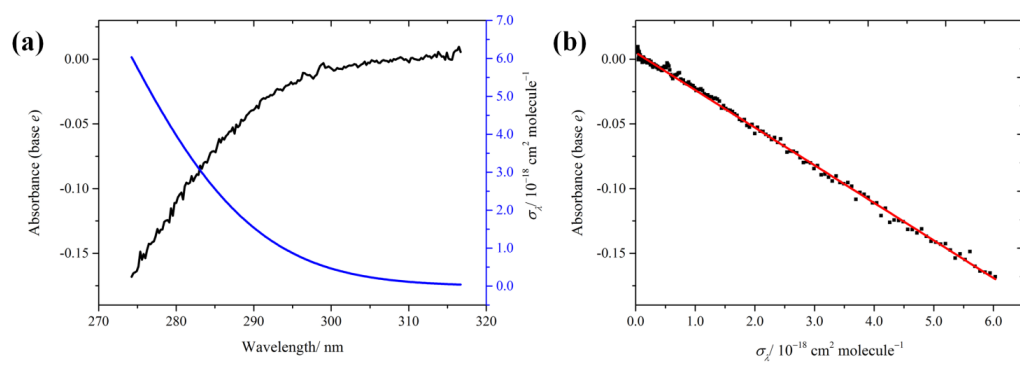 (a)
0.00
-0.05
-0.10
-0.15
Absorbance (base e)
270 280 290 300 310 320
Wavelength/ nm
7.0
6.0
5.0
4.0
3.0
2.0
1.0
0.0
σλ/ 10⁻¹⁸ cm² molecule⁻¹
(b)
0.00
-0.05
-0.10
-0.15
Absorbance (base e)
0.0 1.0 2.0 3.0 4.0 5.0 6.0
σλ/ 10⁻¹⁸ cm² molecule⁻¹